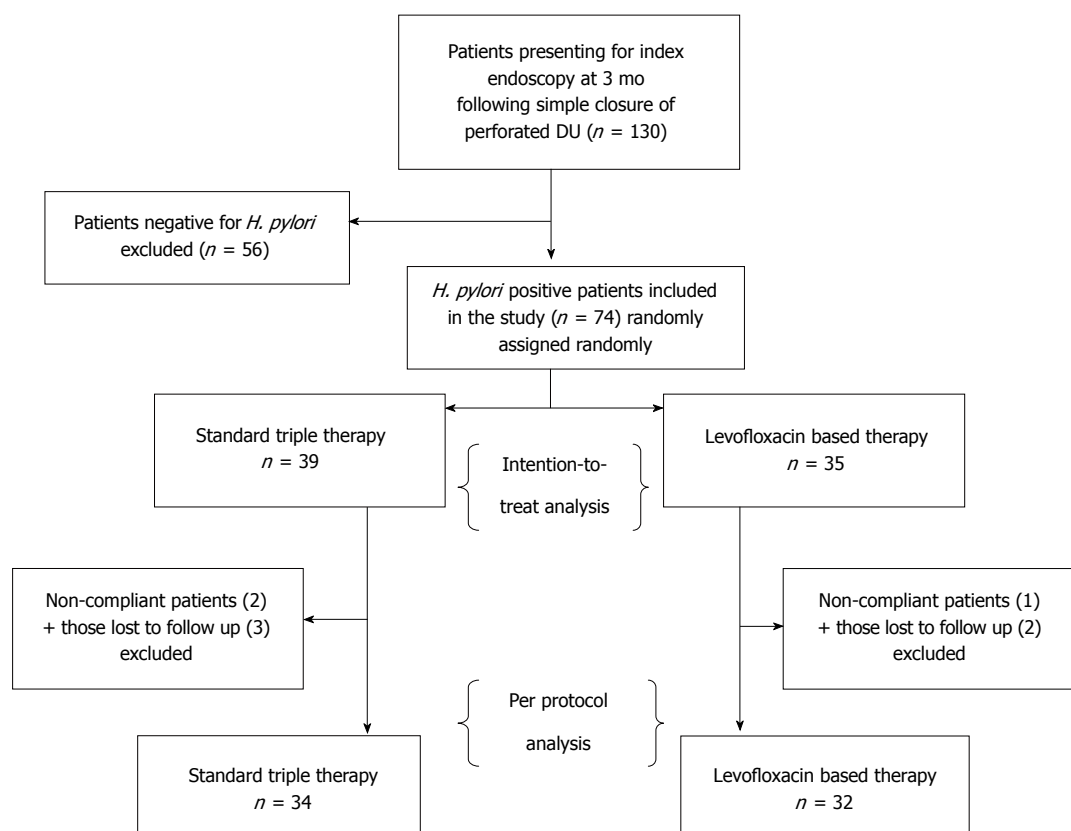 Patients presenting for index
endoscopy at 3 mo
following simple closure of
perforated DU (n = 130)
Patients negative for H. pylori
excluded (n = 56)
H. pylori positive patients included
in the study (n = 74) randomly
assigned randomly
Standard triple therapy
n = 39
Intention-to-
treat analysis
Levofloxacin based therapy
n = 35
Non-compliant patients (2)
+ those lost to follow up (3)
excluded
Non-compliant patients (1)
+ those lost to follow up (2)
excluded
Per protocol
analysis
Standard triple therapy
n = 34
Levofloxacin based therapy
n = 32